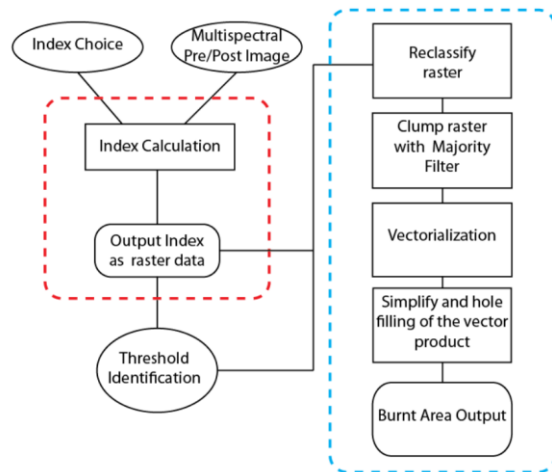 Index Choice
Multispectral
Pre/Post Image
Index Calculation
Output Index
as raster data
Threshold
Identification
Reclassify
raster
Clump raster
with Majority
Filter
Vectorialization
Simplify and hole
filling of the vector
product
Burnt Area Output